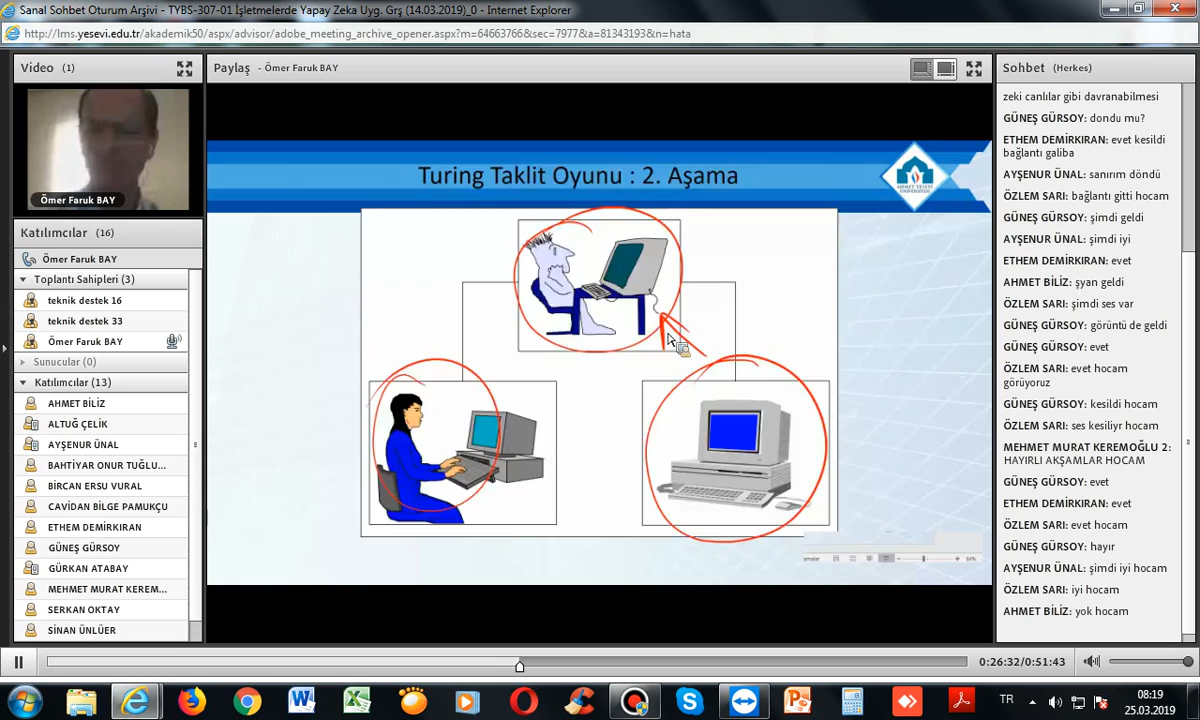 Sanal Sohbet Oturum Arşivi - TYBS-307-01 İşletmelerde Yapay Zeka Uyg. Grş (14.03.2019)_0 - Internet Explorer
http://lms.yesevi.edu.tr/akademik50/aspx/advisor/adobe_meeting_archive_opener.aspx?m=64663766&sec=7977&a=81343193&n=hata
Video (1)
Ömer Faruk BAY
Katılımcılar (16)
Ömer Faruk BAY
Toplantı Sahipleri (3)
teknik destek 16
teknik destek 33
Ömer Faruk BAY
Sunucular (0)
Katılımcılar (13)
AHMET BİLİZ
ALTUĞ ÇELİK
AYŞENUR ÜNAL
BAHTİYAR ONUR TUĞLU...
BİRCAN ERSU VURAL
CAVİDAN BİLGE PAMUKÇU
ETHEM DEMİRKIRAN
GÜNEŞ GÜRSOY
GÜRKAN ATABAY
MEHMET MURAT KEREM...
SERKAN OKTAY
SİNAN ÜNLÜER
Paylaş - Ömer Faruk BAY
Turing Taklit Oyunu : 2. Aşama
AHMET YESEVİ
ÜNİVERSİTESİ
Sohbet (Herkes)
zeki canlılar gibi davranabilmesi
GÜNEŞ GÜRSOY: dondu mu?
ETHEM DEMİRKIRAN: evet kesildi
bağlantı galiba
AYŞENUR ÜNAL: sanırım döndü
ÖZLEM SARI: bağlantı gitti hocam
GÜNEŞ GÜRSOY: şimdi geldi
AYŞENUR ÜNAL: şimdi iyi
ETHEM DEMİRKIRAN: evet
AHMET BİLİZ: şyan geldi
ÖZLEM SARI: şimdi ses var
GÜNEŞ GÜRSOY: görüntü de geldi
GÜNEŞ GÜRSOY: evet
ÖZLEM SARI: evet hocam
görüyoruz
GÜNEŞ GÜRSOY: kesildi hocam
ÖZLEM SARI: ses kesiliyr hocam
MEHMET MURAT KEREMOĞLU 2:
HAYIRLI AKŞAMLAR HOCAM
GÜNEŞ GÜRSOY: evet
ETHEM DEMİRKIRAN: evet
ÖZLEM SARI: evet hocam
GÜNEŞ GÜRSOY: hayır
AYŞENUR ÜNAL: şimdi iyi hocam
ÖZLEM SARI: iyi hocam
AHMET BİLİZ: yok hocam
0:26:32/0:51:43
TR
08:19
25.03.2019